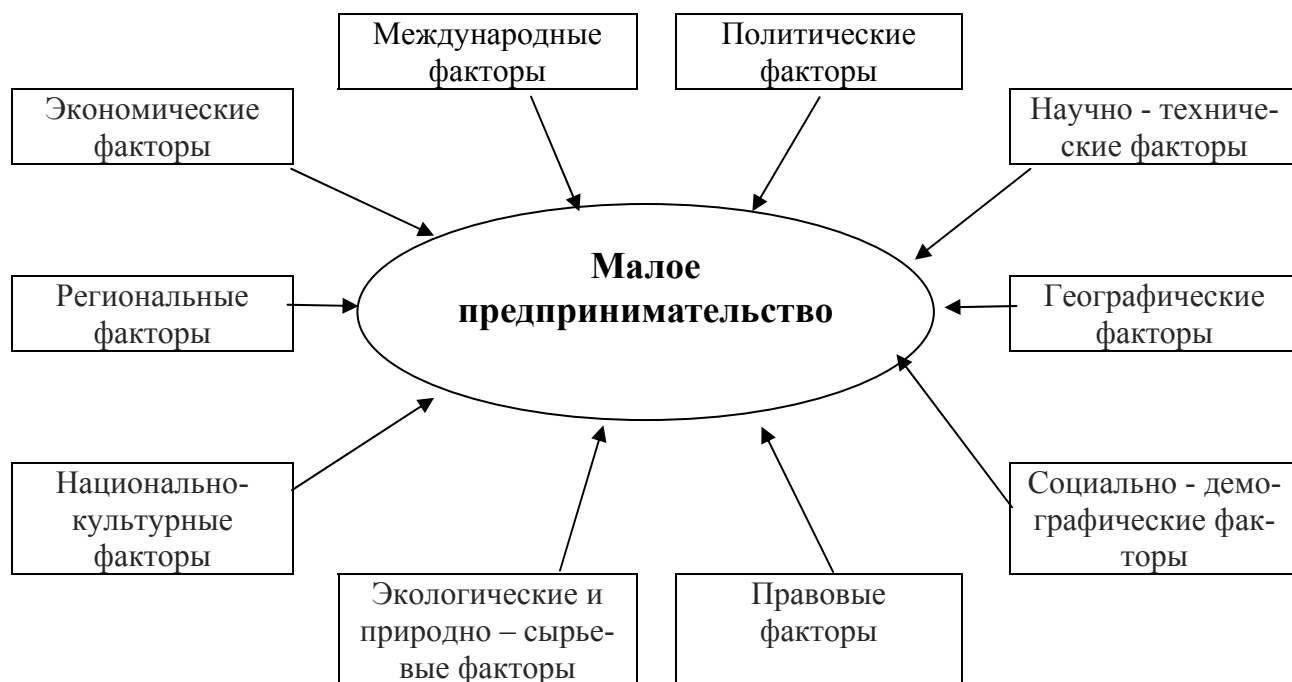 Международные
факторы
Политические
факторы
Экономические
факторы
Научно - техниче-
ские факторы
Малое
предпринимательство
Региональные
факторы
Географические
факторы
Национально-
культурные
факторы
Социально - демо-
графические фак-
торы
Экологические и
природно – сырье-
вые факторы
Правовые
факторы